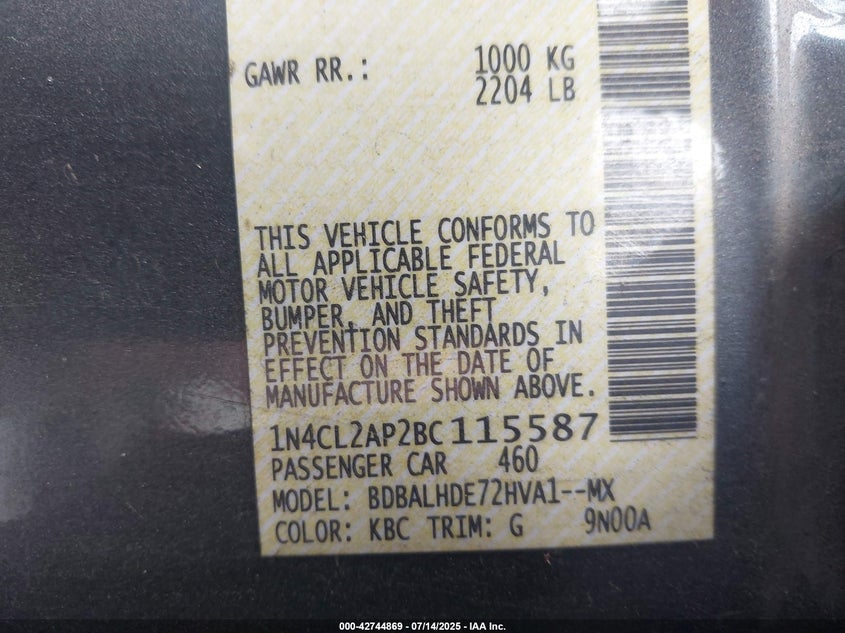 GAWR RR.: 1000 KG
2204 LB
THIS VEHICLE CONFORMS TO
ALL APPLICABLE FEDERAL
MOTOR VEHICLE SAFETY,
BUMPER, AND THEFT
PREVENTION STANDARDS IN
EFFECT ON THE DATE OF
MANUFACTURE SHOWN ABOVE.
1N4CL2AP2BC115587
PASSENGER CAR 460
MODEL: BDBALHDE72HVA1--MX
COLOR: KBC TRIM: G 9N00A
000-42744869 - 07/14/2025 - IAA Inc.